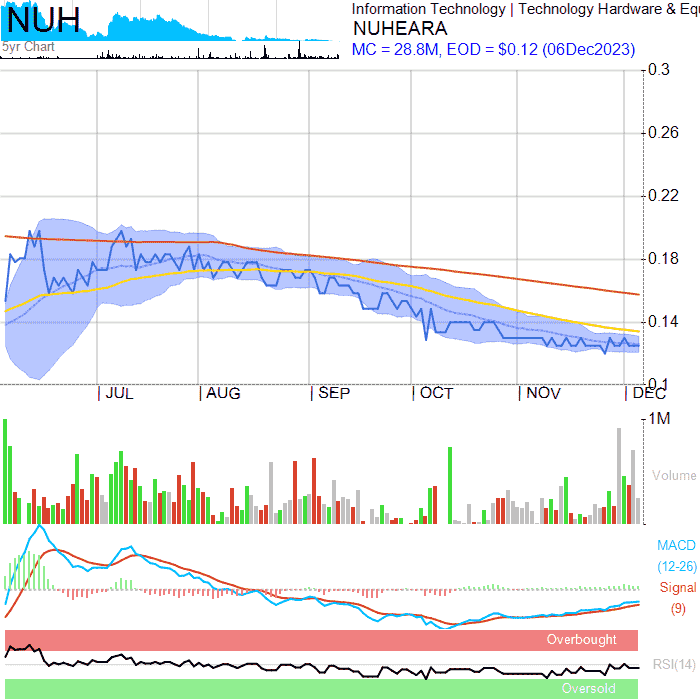 NUH
5yr Chart
Information Technology | Technology Hardware & Equ
NUHEARA
MC = 28.8M, EOD = $0.12 (06Dec2023)
0.3
0.26
0.22
0.18
0.14
0.1
JUL AUG SEP OCT NOV DEC
1M
Volume
MACD
(12-26)
Signal
(9)
Overbought
RSI(14)
Oversold